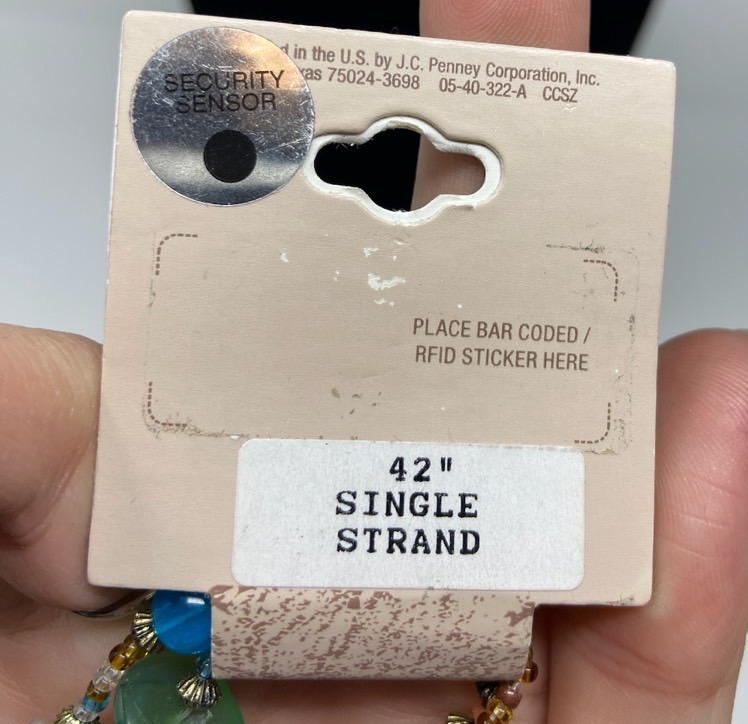 SECURITY
SENSOR
in the U.S. by J.C. Penney Corporation, Inc.
75024-3698 05-40-322-A CCSZ
PLACE BAR CODED /
RFID STICKER HERE
42"
SINGLE
STRAND